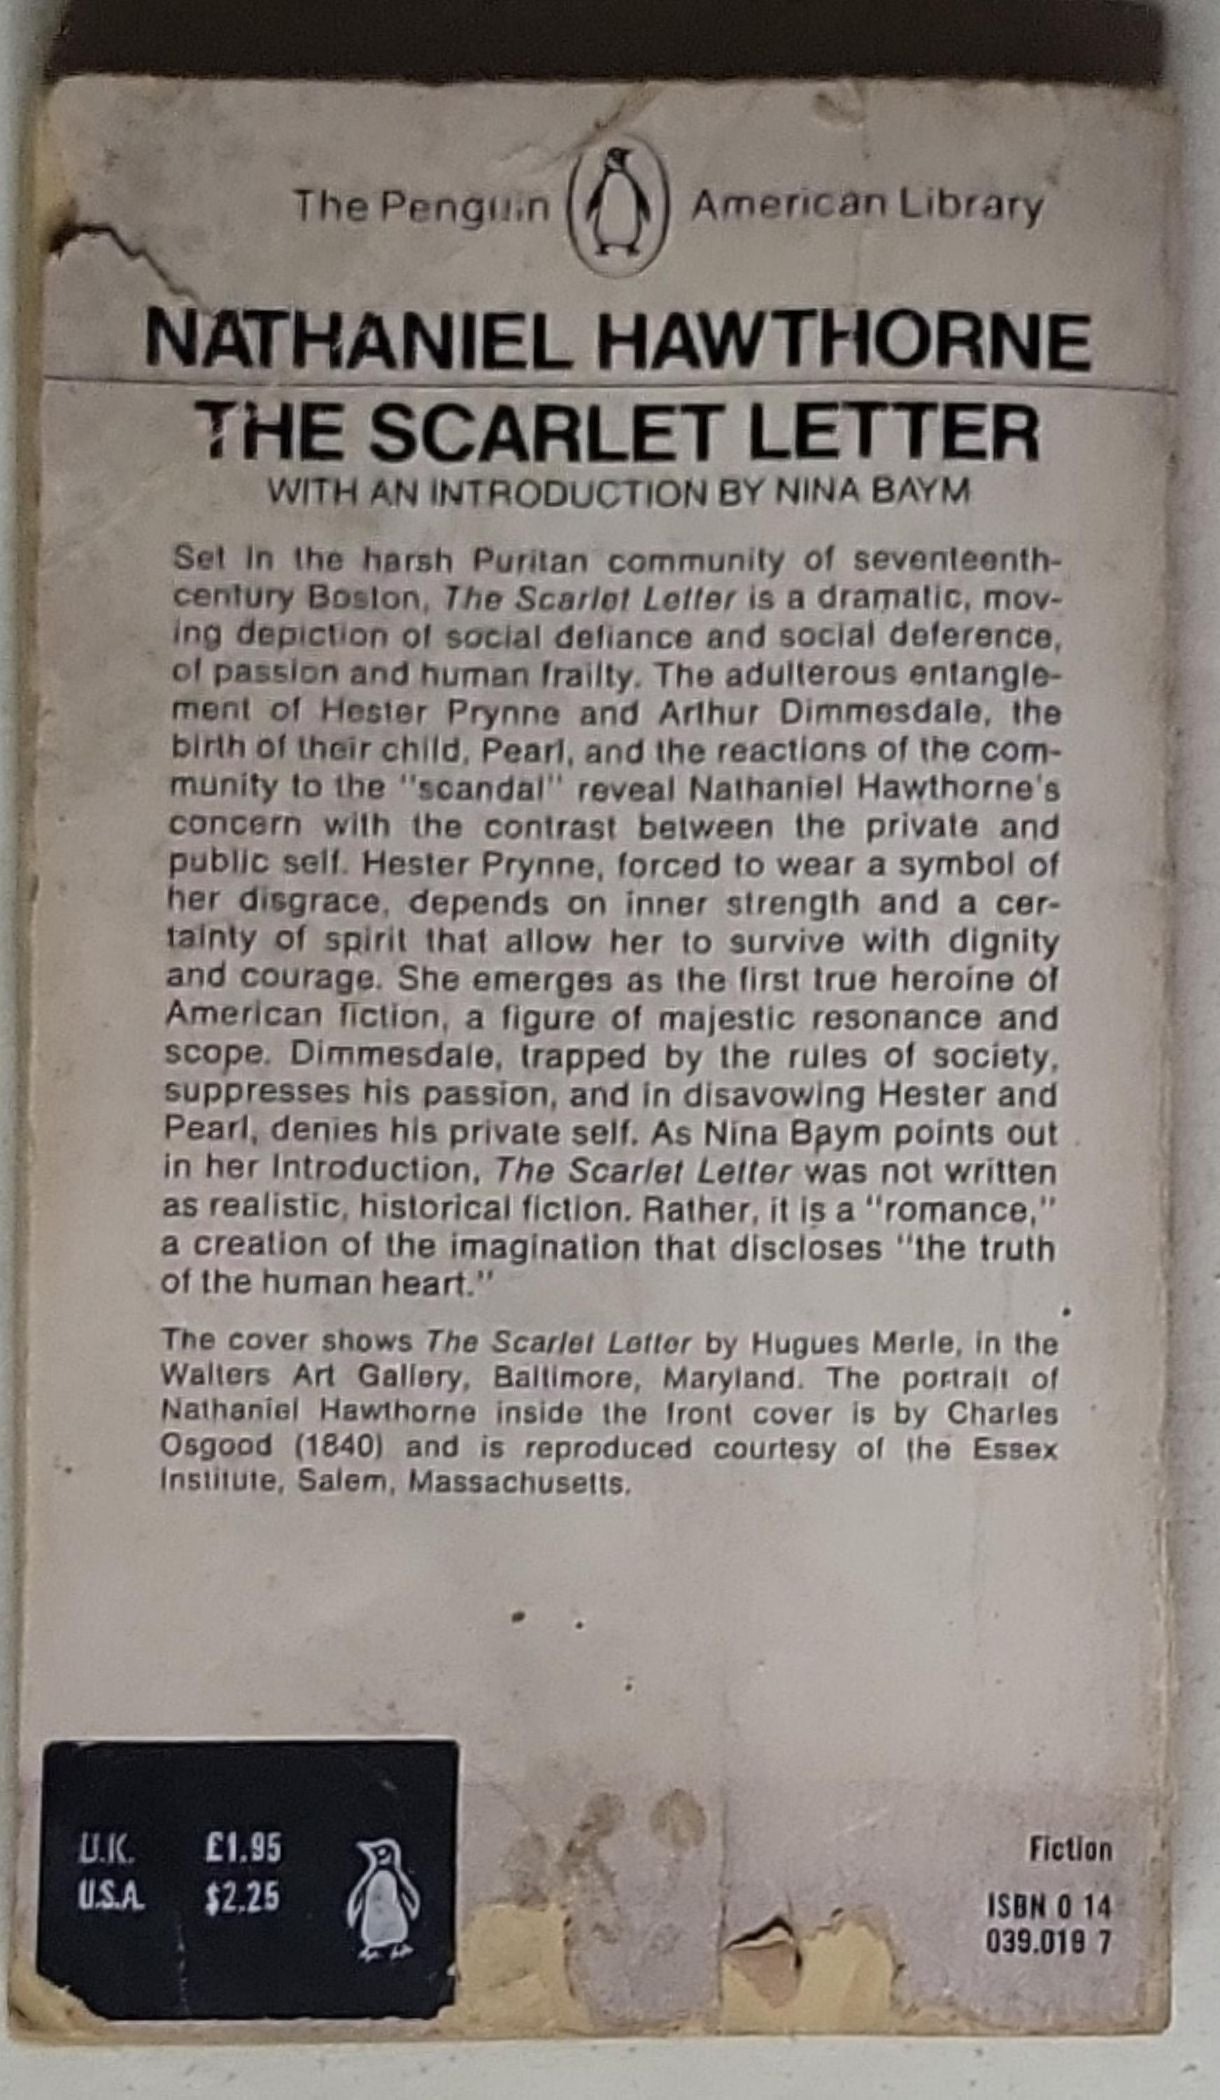 The Penguin American Library
NATHANIEL HAWTHORNE
THE SCARLET LETTER
WITH AN INTRODUCTION BY NINA BAYM
Set in the harsh Puritan community of seventeenth-
century Boston, The Scarlet Letter is a dramatic, mov-
ing depiction of social defiance and social deference,
of passion and human frailty. The adulterous entangle-
ment of Hester Prynne and Arthur Dimmesdale, the
birth of their child, Pearl, and the reactions of the com-
munity to the "scandal" reveal Nathaniel Hawthorne's
concern with the contrast between the private and
public self. Hester Prynne, forced to wear a symbol of
her disgrace, depends on inner strength and a cer-
tainty of spirit that allow her to survive with dignity
and courage. She emerges as the first true heroine of
American fiction, a figure of majestic resonance and
scope. Dimmesdale, trapped by the rules of society,
suppresses his passion, and in disavowing Hester and
Pearl, denies his private self. As Nina Baym points out
in her Introduction, The Scarlet Letter was not written
as realistic, historical fiction. Rather, it is a "romance,"
a creation of the imagination that discloses "the truth
of the human heart."
The cover shows The Scarlet Letter by Hugues Merle, in the
Walters Art Gallery, Baltimore, Maryland. The portrait of
Nathaniel Hawthorne inside the front cover is by Charles
Osgood (1840) and is reproduced courtesy of the Essex
Institute, Salem, Massachusetts.
U.K. £1.95
U.S.A. $2.25
Fiction
ISBN 0 14
039.019 7